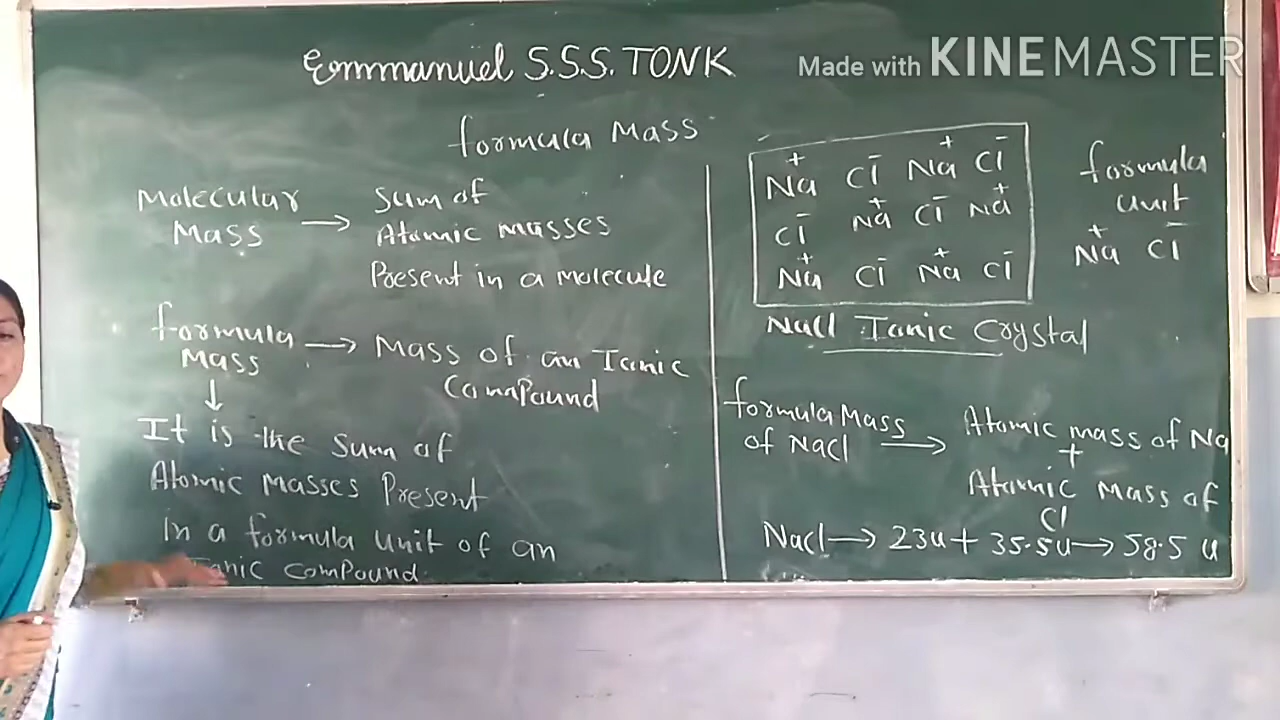 Emmanuel S.S.S. TONK
Made with KINEMASTER
formula Mass
Molecular Mass → Sum of
Atomic masses
Present in a molecule
formula Mass → Mass of an Ionic
Compound
↓
It is the Sum of
Atomic Masses Present
In a formula Unit of an
Ionic Compound.
Na⁺ Cl⁻ Na⁺ Cl⁻
Cl⁻ Na⁺ Cl⁻ Na⁺
Na⁺ Cl⁻ Na⁺ Cl⁻
NaCl Ionic Crystal
formula
Unit
Na⁺ Cl⁻
formula Mass
of NaCl → Atomic mass of Na
+
Atomic Mass of
Cl
NaCl → 23u + 35.5u → 58.5 u